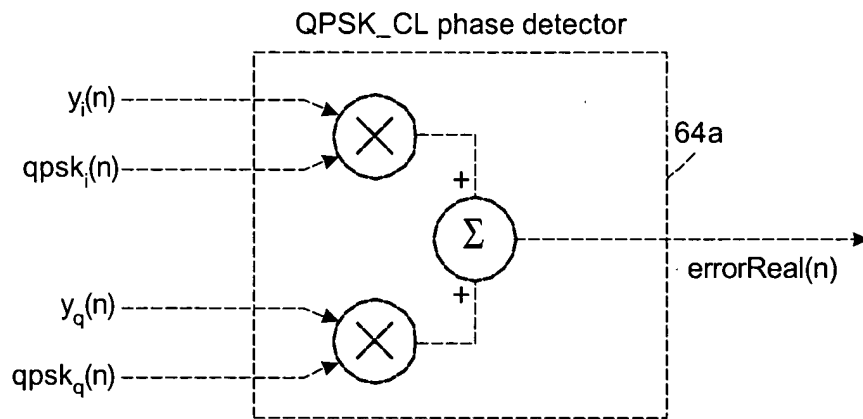 QPSK_CL phase detector
y_i(n)
qpsk_i(n)
64a
+
Σ
errorReal(n)
+
y_q(n)
qpsk_q(n)